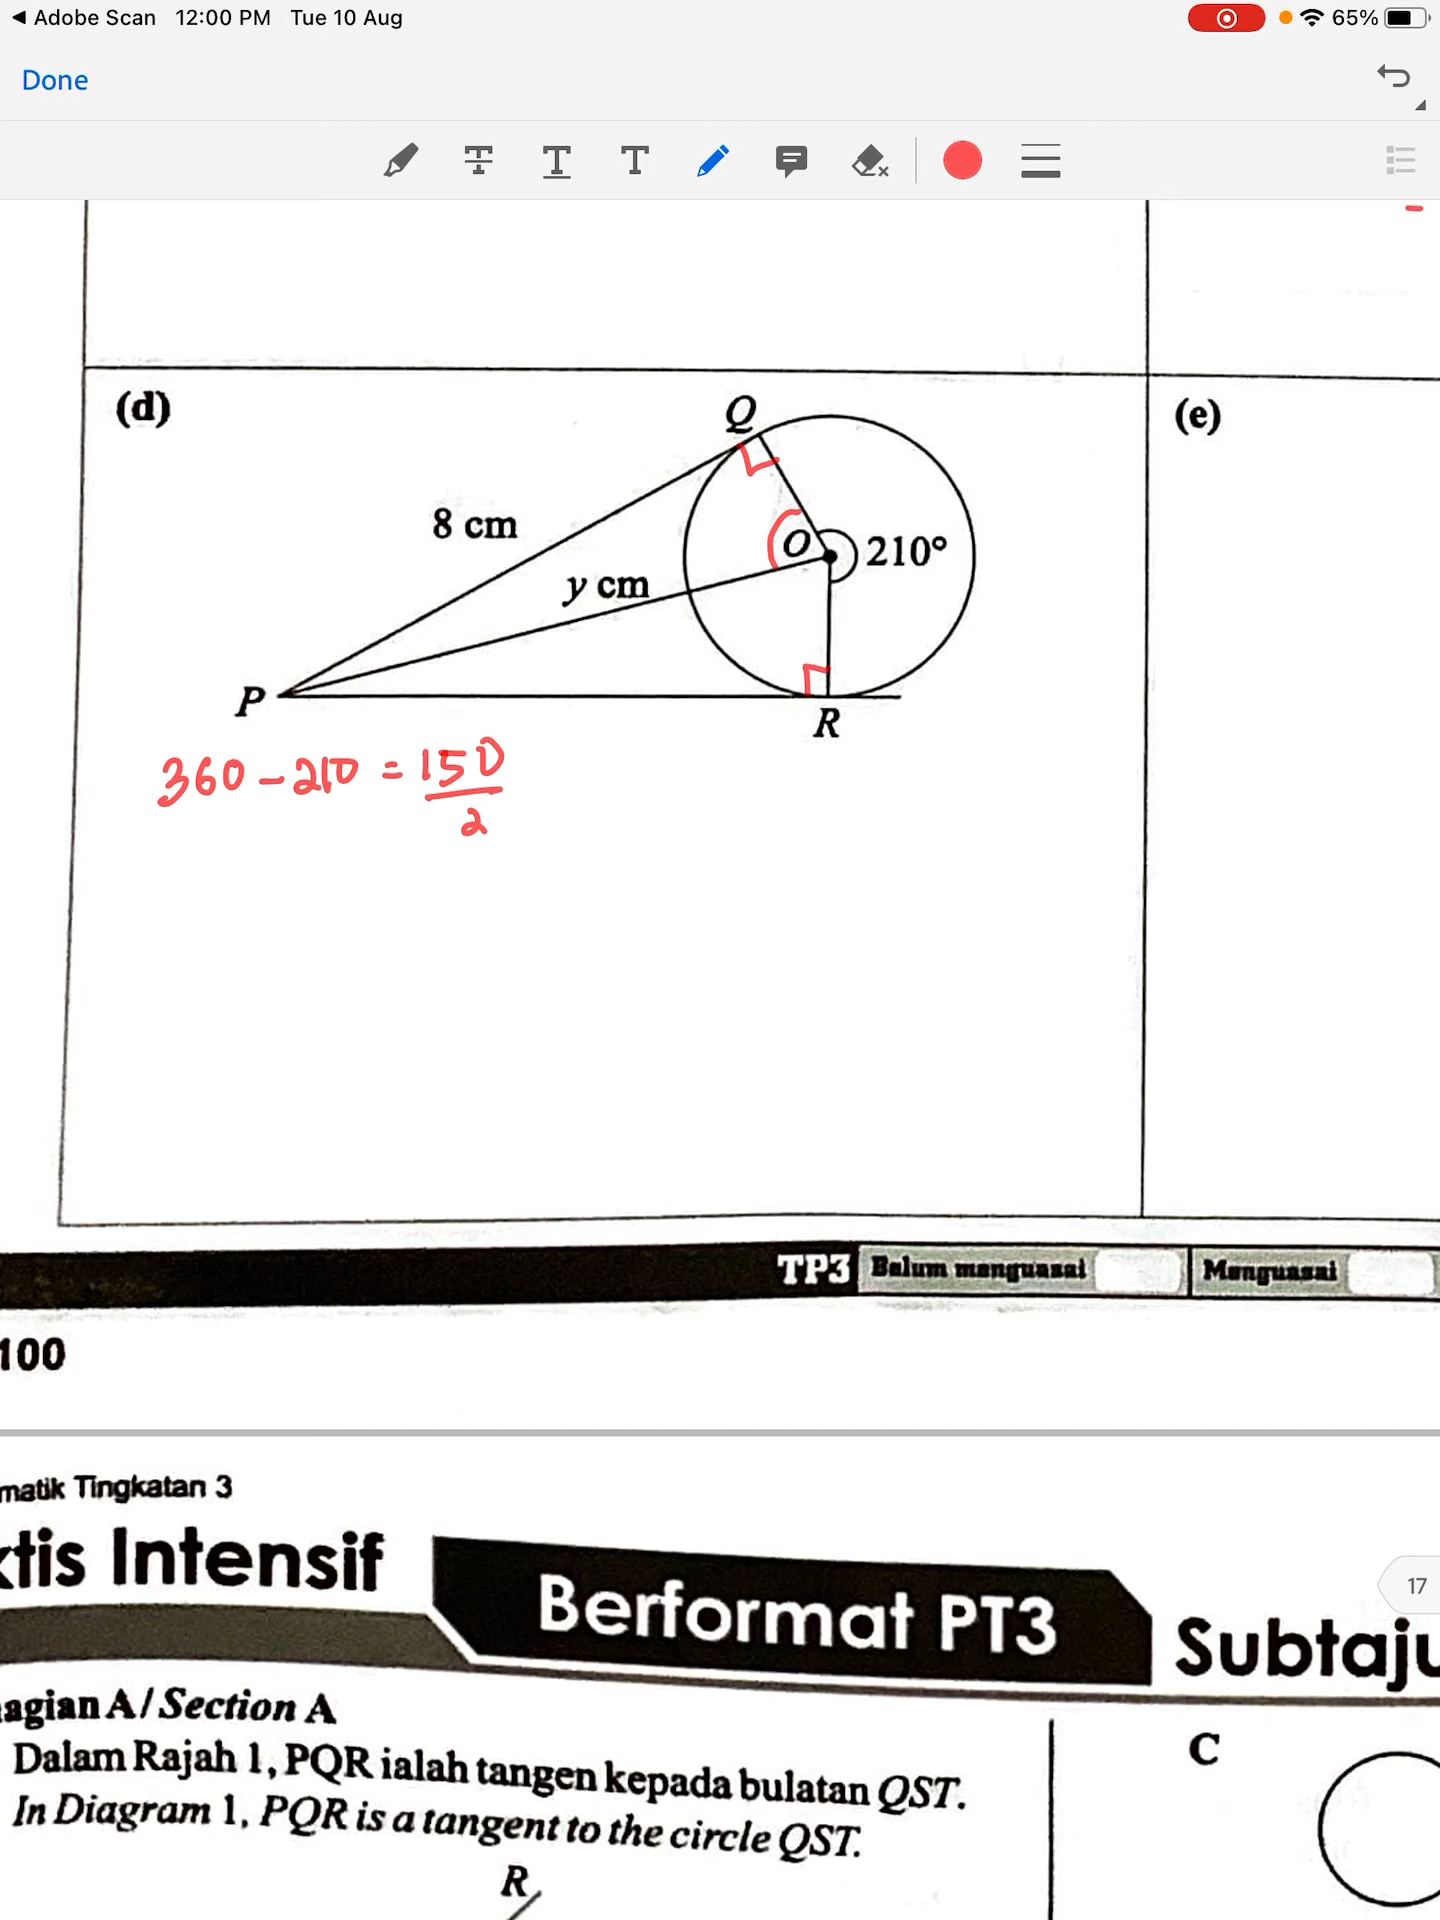 Adobe Scan 12:00 PM Tue 10 Aug 65%
Done
T T T
(d)
Q
(e)
8 cm
O 210°
y cm
P
R
360 - 210 = 150
2
TP3 Belum menguasai Menguasai
100
matik Tingkatan 3
ktis Intensif
Berformat PT3
17
Subtaju
agian A / Section A
C
Dalam Rajah 1, PQR ialah tangen kepada bulatan QST.
In Diagram 1, PQR is a tangent to the circle QST.
R